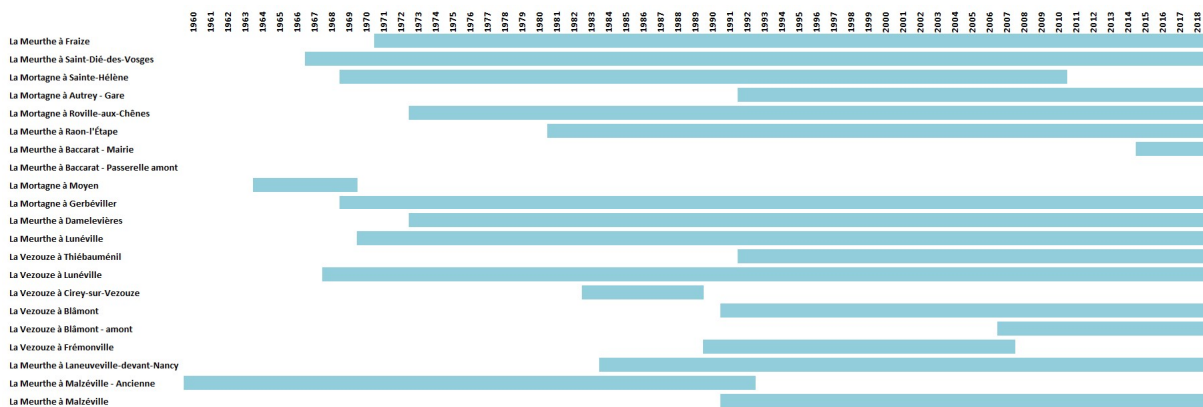 1960 1961 1962 1963 1964 1965 1966 1967 1968 1969 1970 1971 1972 1973 1974 1975 1976 1977 1978 1979 1980 1981 1982 1983 1984 1985 1986 1987 1988 1989 1990 1991 1992 1993 1994 1995 1996 1997 1998 1999 2000 2001 2002 2003 2004 2005 2006 2007 2008 2009 2010 2011 2012 2013 2014 2015 2016 2017
La Meurthe à Fraize
La Meurthe à Saint-Dié-des-Vosges
La Mortagne à Sainte-Hélène
La Mortagne à Autrey - Gare
La Mortagne à Roville-aux-Chênes
La Meurthe à Raon-l'Étape
La Meurthe à Baccarat - Mairie
La Meurthe à Baccarat - Passerelle amont
La Mortagne à Moyen
La Mortagne à Gerbéviller
La Meurthe à Damelevières
La Meurthe à Lunéville
La Vezouze à Thiébauménil
La Vezouze à Lunéville
La Vezouze à Cirey-sur-Vezouze
La Vezouze à Blâmont
La Vezouze à Blâmont - amont
La Vezouze à Frémonville
La Meurthe à Laneuveville-devant-Nancy
La Meurthe à Malzéville - Ancienne
La Meurthe à Malzéville